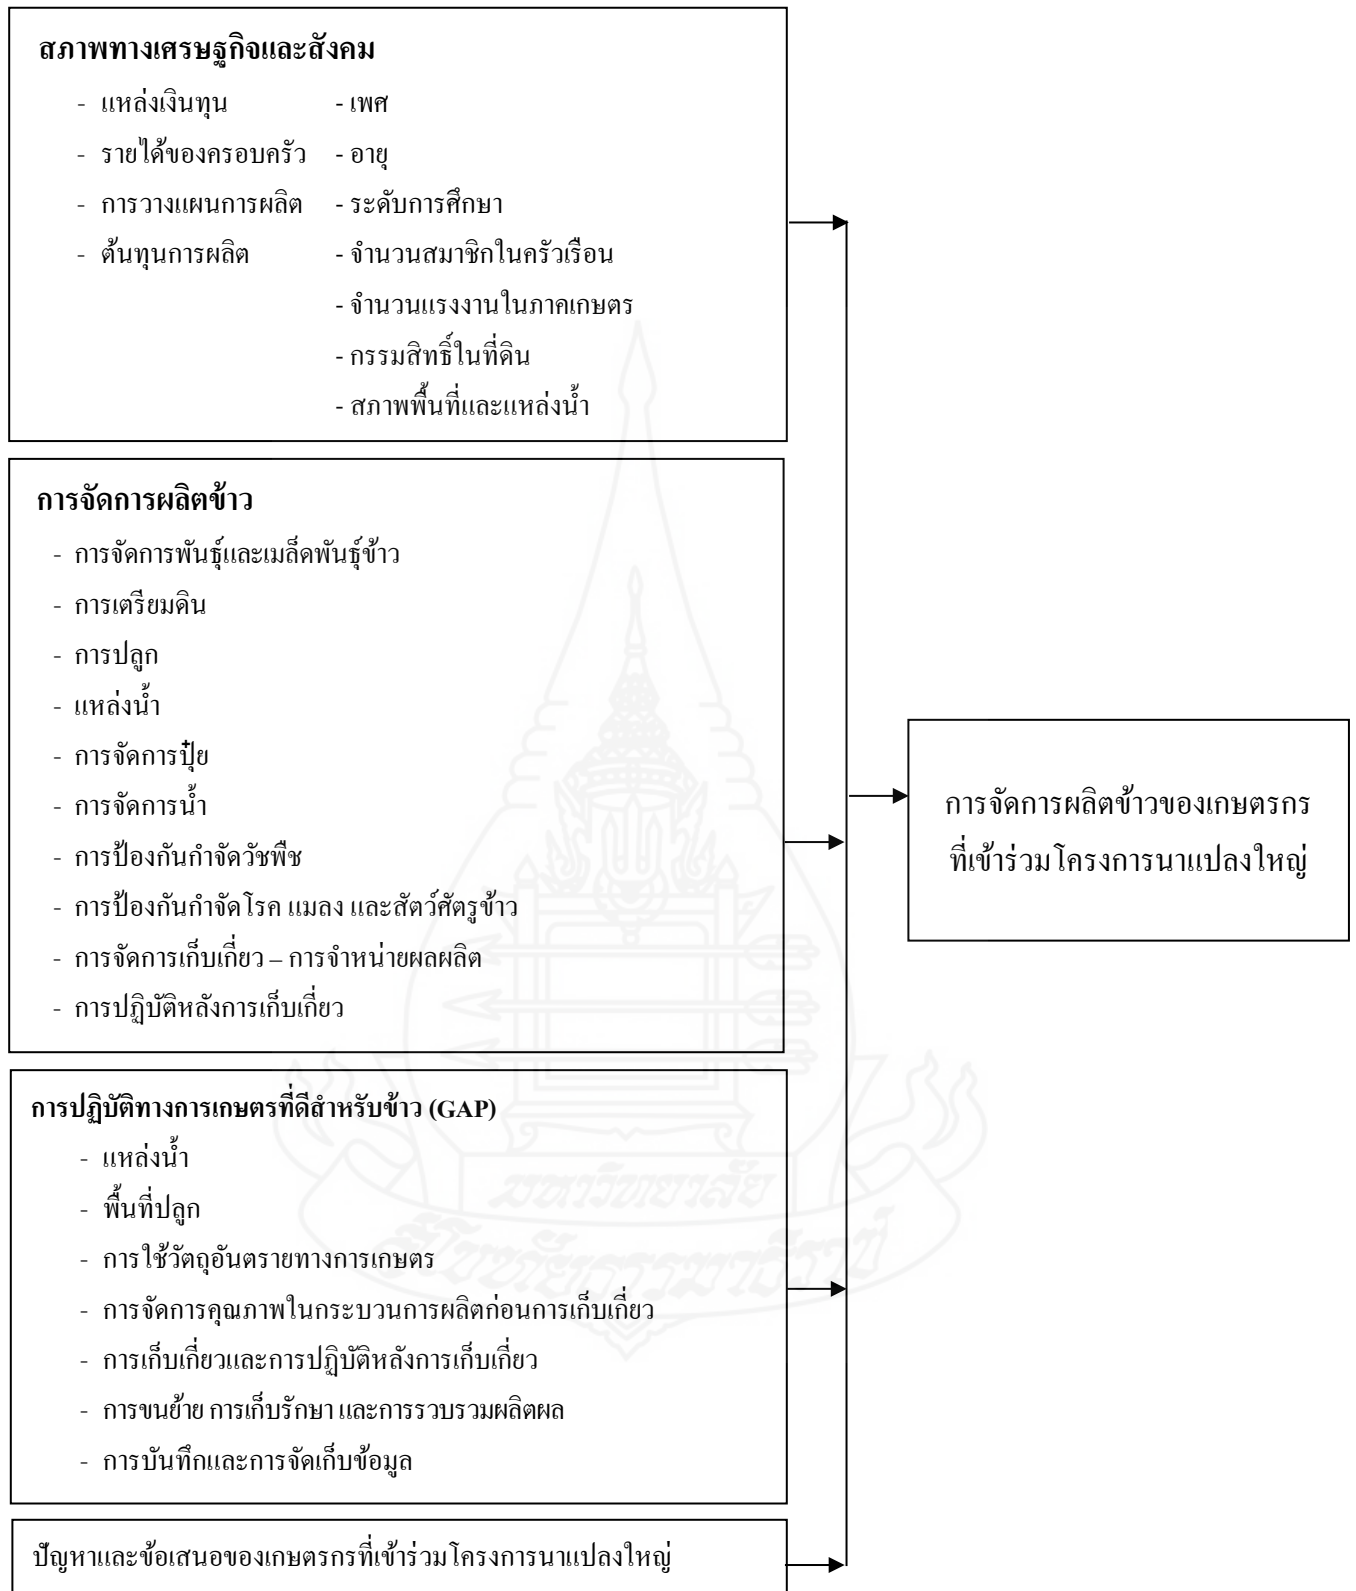 สภาพทางเศรษฐกิจและสังคม
- แหล่งเงินทุน - เพศ
- รายได้ของครอบครัว - อายุ
- การวางแผนการผลิต - ระดับการศึกษา
- ต้นทุนการผลิต - จำนวนสมาชิกในครัวเรือน
- จำนวนแรงงานในภาคเกษตร
- กรรมสิทธิ์ในที่ดิน
- สภาพพื้นที่และแหล่งน้ำ
การจัดการผลิตข้าว
- การจัดการพันธุ์และเมล็ดพันธุ์ข้าว
- การเตรียมดิน
- การปลูก
- แหล่งน้ำ
- การจัดการปุ๋ย
- การจัดการน้ำ
- การป้องกันกำจัดวัชพืช
- การป้องกันกำจัดโรค แมลง และสัตว์ศัตรูข้าว
- การจัดการเก็บเกี่ยว – การจำหน่ายผลผลิต
- การปฏิบัติหลังการเก็บเกี่ยว
การจัดการผลิตข้าวของเกษตรกร
ที่เข้าร่วมโครงการนาแปลงใหญ่
การปฏิบัติทางการเกษตรที่ดีสำหรับข้าว (GAP)
- แหล่งน้ำ
- พื้นที่ปลูก
- การใช้วัตถุอันตรายทางการเกษตร
- การจัดการคุณภาพในกระบวนการผลิตก่อนการเก็บเกี่ยว
- การเก็บเกี่ยวและการปฏิบัติหลังการเก็บเกี่ยว
- การขนย้าย การเก็บรักษา และการรวบรวมผลิตผล
- การบันทึกและการจัดเก็บข้อมูล
มหาวิทยาลัย
สุโขทัยธรรมาธิราช
ปัญหาและข้อเสนอของเกษตรกรที่เข้าร่วมโครงการนาแปลงใหญ่